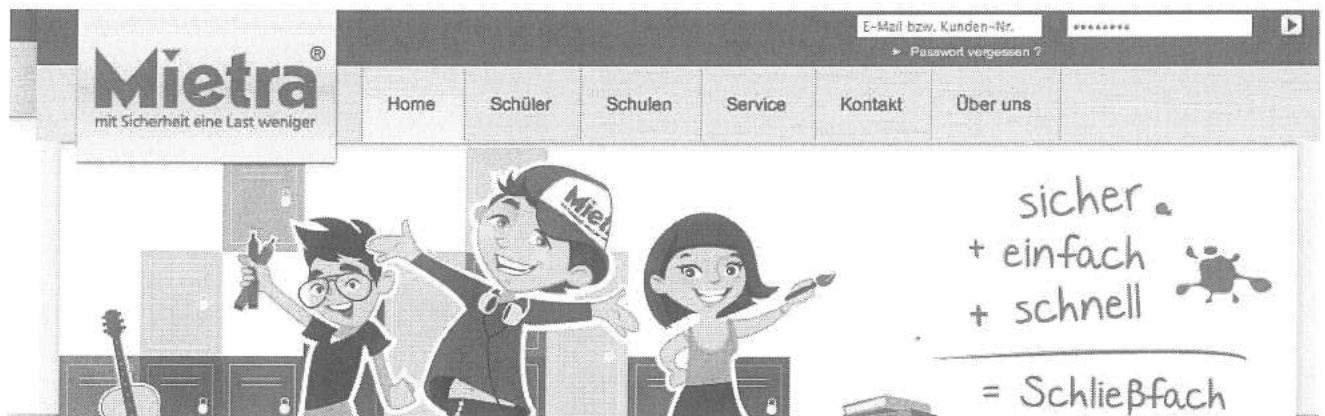 E-Mail bzw. Kunden-Nr. ********
► Passwort vergessen ?
Mietra®
mit Sicherheit eine Last weniger
Home Schüler Schulen Service Kontakt Über uns
Miet
sicher
+ einfach
+ schnell
= Schließfach